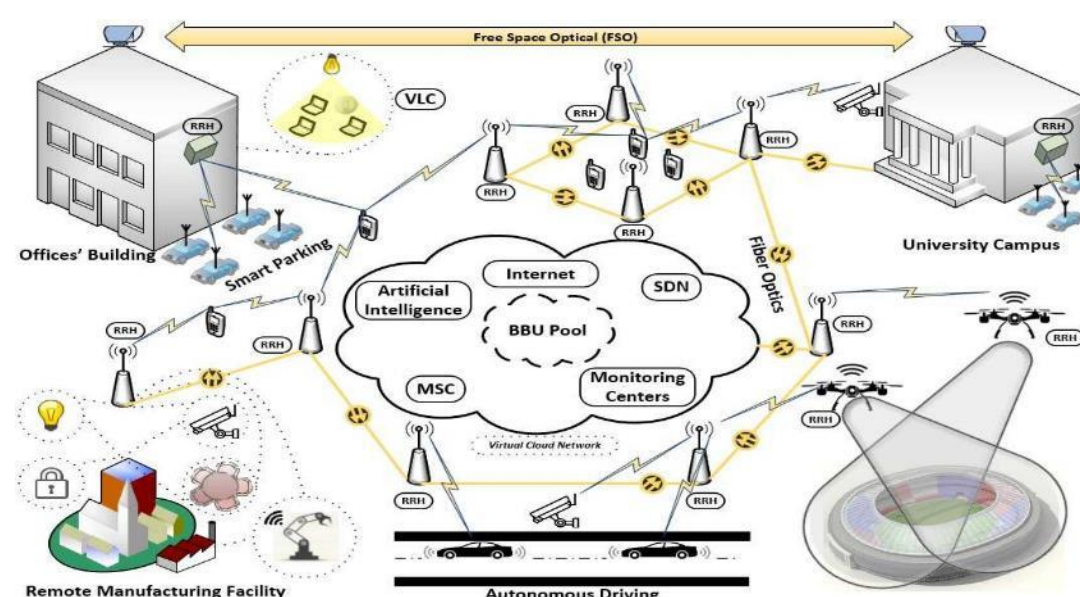 Free Space Optical (FSO)
VLC
RRH
RRH
RRH
RRH
RRH
RRH
Offices' Building
Smart Parking
University Campus
Fiber Optics
Internet
Artificial
Intelligence
SDN
BBU Pool
MSC
Monitoring
Centers
Virtual Cloud Network
RRH
RRH
RRH
RRH
RRH
RRH
RRH
Remote Manufacturing Facility
Autonomous Driving